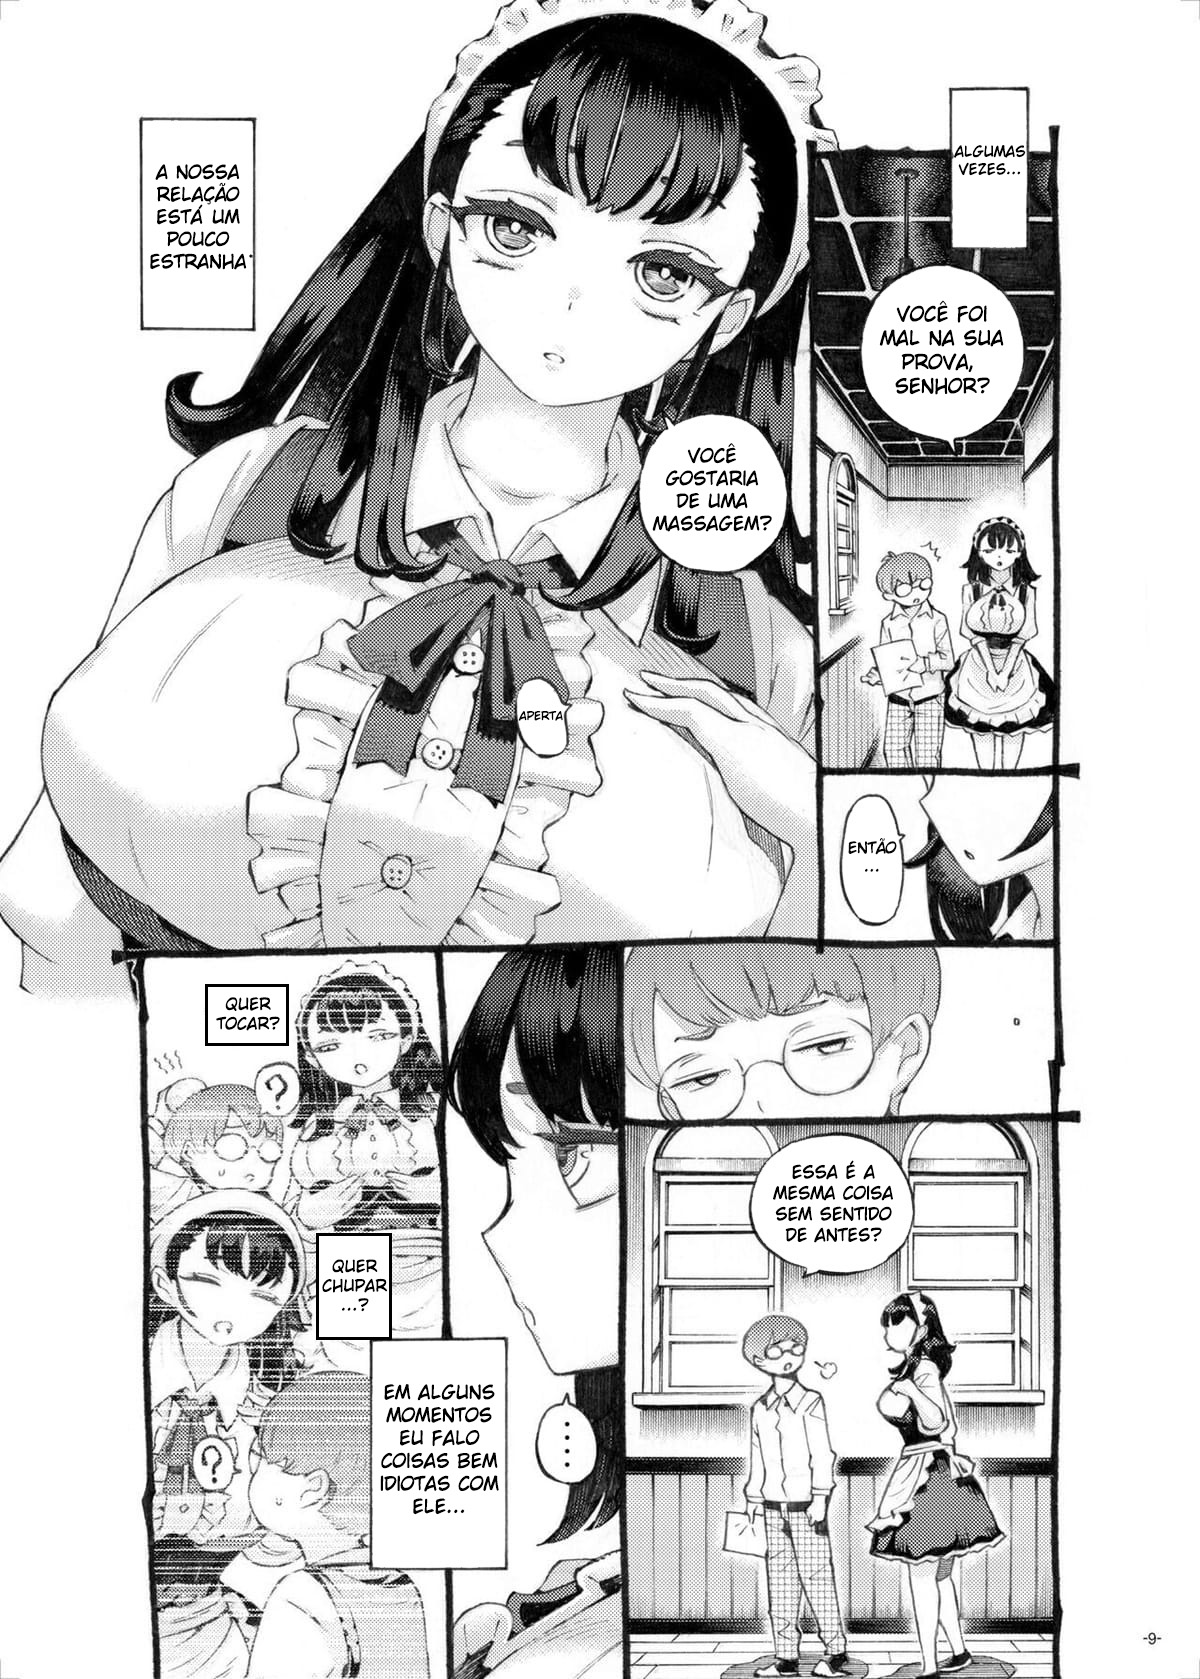 ALGUMAS
VEZES...
VOCÊ FOI
MAL NA SUA
PROVA,
SENHOR?
ENTÃO
...
VOCÊ
GOSTARIA
DE UMA
MASSAGEM?
APERTA
A NOSSA
RELAÇÃO
ESTÁ UM
POUCO
ESTRANHA
ESSA É A
MESMA COISA
SEM SENTIDO
DE ANTES?
....
QUER
TOCAR?
?
QUER
CHUPAR
...?
?
EM ALGUNS
MOMENTOS
EU FALO
COISAS BEM
IDIOTAS COM
ELE...
-9-